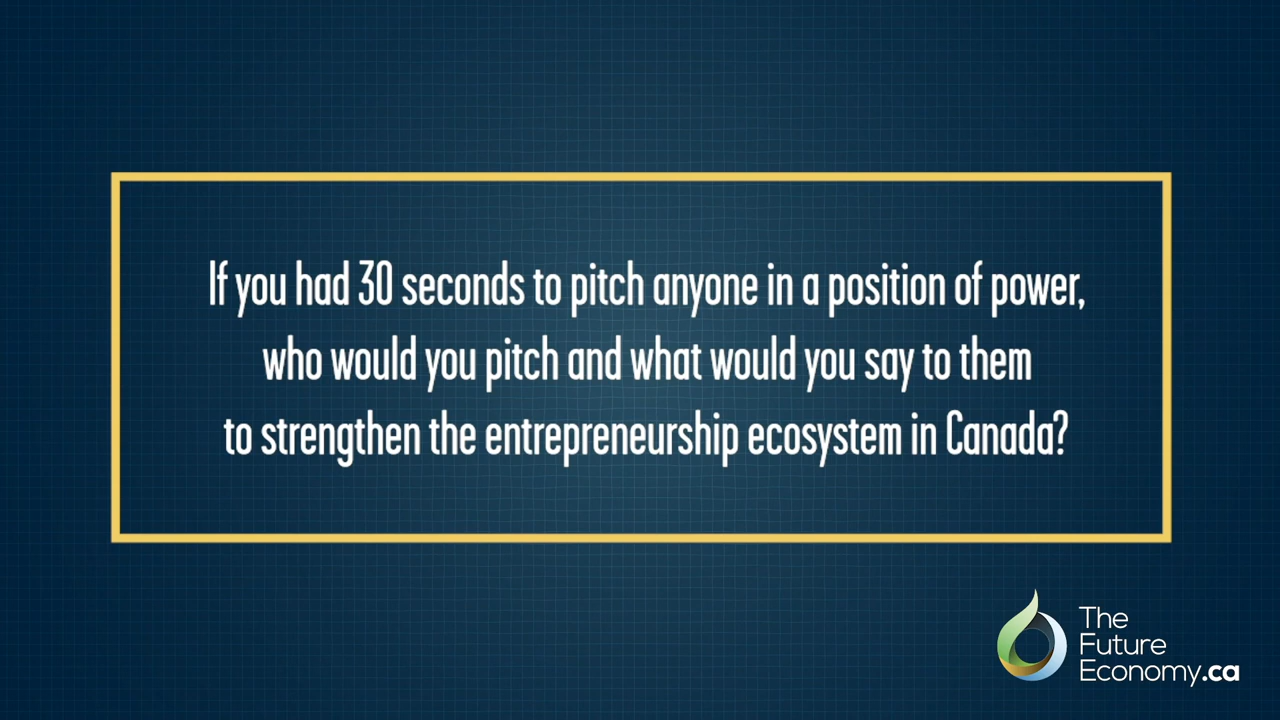 If you had 30 seconds to pitch anyone in a position of power,
who would you pitch and what would you say to them
to strengthen the entrepreneurship ecosystem in Canada?
The
Future
Economy.ca